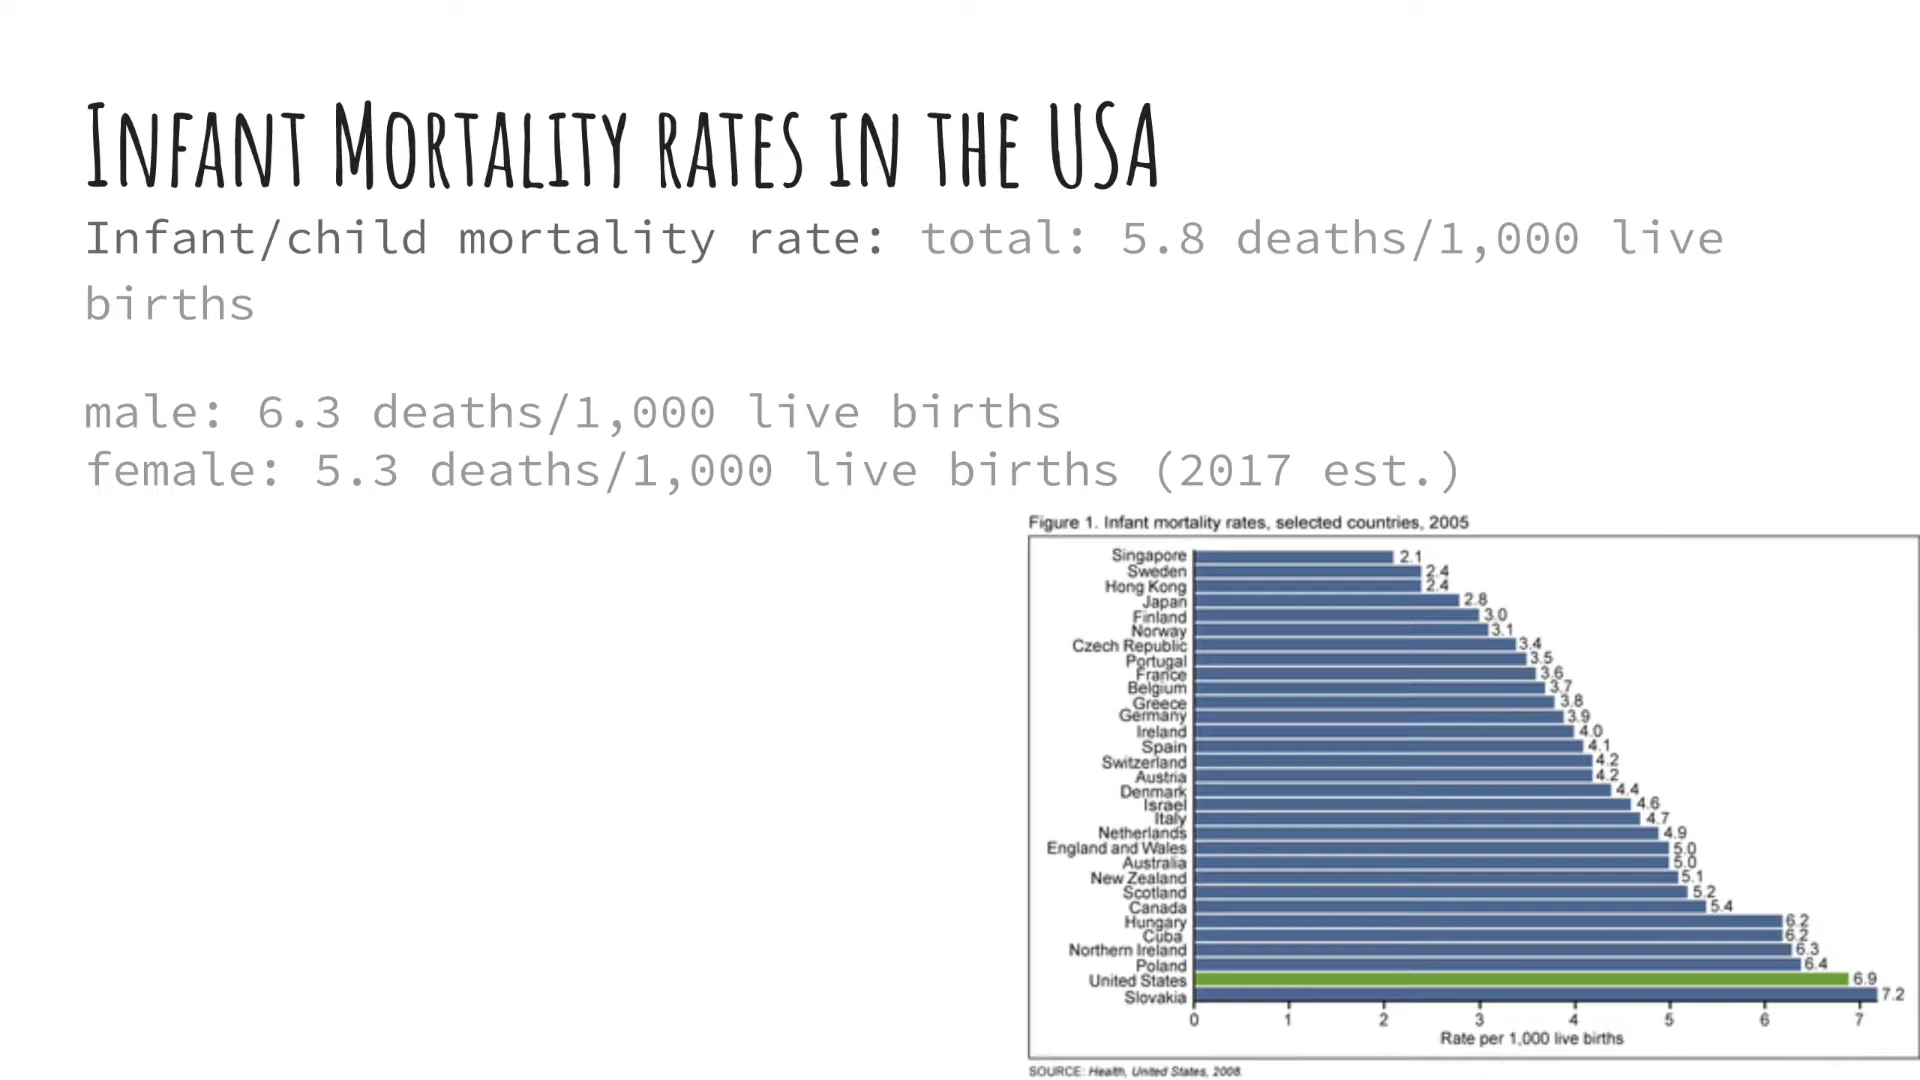 Infant Mortality rates in the USA
Infant/child mortality rate: total: 5.8 deaths/1,000 live
births
male: 6.3 deaths/1,000 live births
female: 5.3 deaths/1,000 live births (2017 est.)
Figure 1. Infant mortality rates, selected countries, 2005
Singapore 2.1
Sweden 2.4
Hong Kong 2.4
Japan 2.8
Finland 3.0
Norway 3.1
Czech Republic 3.4
Portugal 3.5
France 3.6
Belgium 3.7
Greece 3.8
Germany 3.9
Ireland 4.0
Spain 4.1
Switzerland 4.2
Austria 4.2
Denmark 4.4
Israel 4.6
Italy 4.7
Netherlands 4.9
England and Wales 5.0
Australia 5.0
New Zealand 5.1
Scotland 5.2
Canada 5.4
Hungary 6.2
Cuba 6.2
Northern Ireland 6.3
Poland 6.4
United States 6.9
Slovakia 7.2
0 1 2 3 4 5 6 7
Rate per 1,000 live births
SOURCE: Health, United States, 2008.